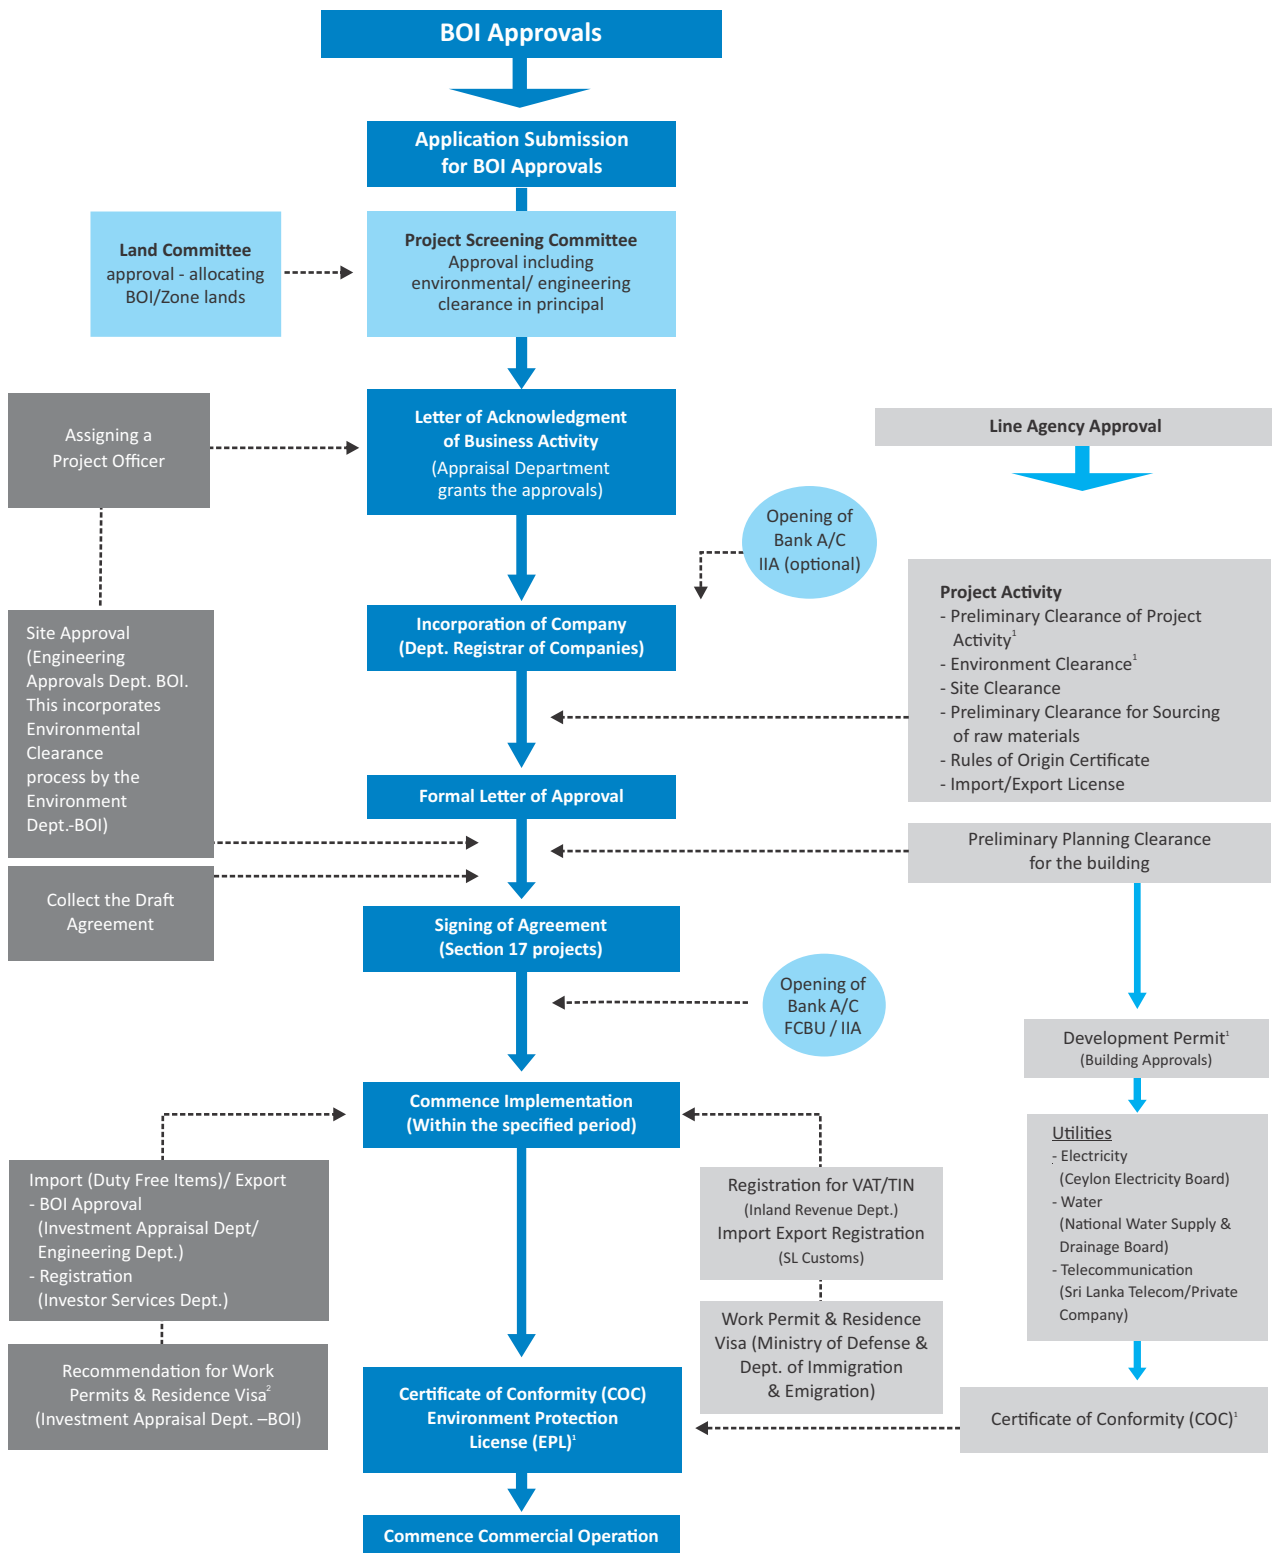 BOI Approvals
Application Submission
for BOI Approvals
Land Committee
approval - allocating
BOI/Zone lands
Project Screening Committee
Approval including
environmental/ engineering
clearance in principal
Assigning a
Project Officer
Letter of Acknowledgment
of Business Activity
(Appraisal Department
grants the approvals)
Line Agency Approval
Opening of
Bank A/C
IIA (optional)
Incorporation of Company
(Dept. Registrar of Companies)
Project Activity
- Preliminary Clearance of Project
Activity¹
- Environment Clearance¹
- Site Clearance
- Preliminary Clearance for Sourcing
of raw materials
- Rules of Origin Certificate
- Import/Export License
Site Approval
(Engineering
Approvals Dept. BOI.
This incorporates
Environmental
Clearance
process by the
Environment
Dept.-BOI)
Formal Letter of Approval
Preliminary Planning Clearance
for the building
Collect the Draft
Agreement
Signing of Agreement
(Section 17 projects)
Opening of
Bank A/C
FCBU / IIA
Development Permit¹
(Building Approvals)
Commence Implementation
(Within the specified period)
Utilities
- Electricity
(Ceylon Electricity Board)
- Water
(National Water Supply &
Drainage Board)
- Telecommunication
(Sri Lanka Telecom/Private
Company)
Import (Duty Free Items)/ Export
- BOI Approval
(Investment Appraisal Dept/
Engineering Dept.)
- Registration
(Investor Services Dept.)
Registration for VAT/TIN
(Inland Revenue Dept.)
Import Export Registration
(SL Customs)
Work Permit & Residence
Visa (Ministry of Defense &
Dept. of Immigration
& Emigration)
Recommendation for Work
Permits & Residence Visa²
(Investment Appraisal Dept. –BOI)
Certificate of Conformity (COC)
Environment Protection
License (EPL)¹
Certificate of Conformity (COC)¹
Commence Commercial Operation